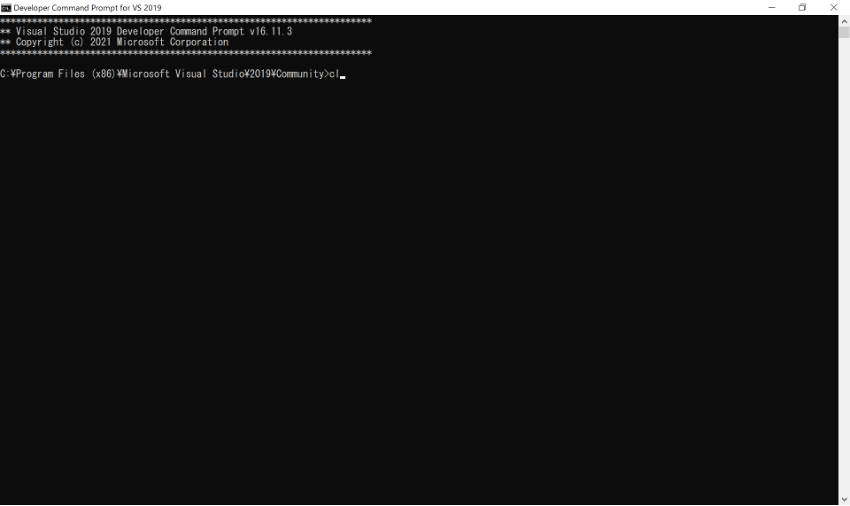 Developer Command Prompt for VS 2019
**********************************************************************
** Visual Studio 2019 Developer Command Prompt v16.11.3
** Copyright (c) 2021 Microsoft Corporation
**********************************************************************
C:¥Program Files (x86)¥Microsoft Visual Studio¥2019¥Community>cl_